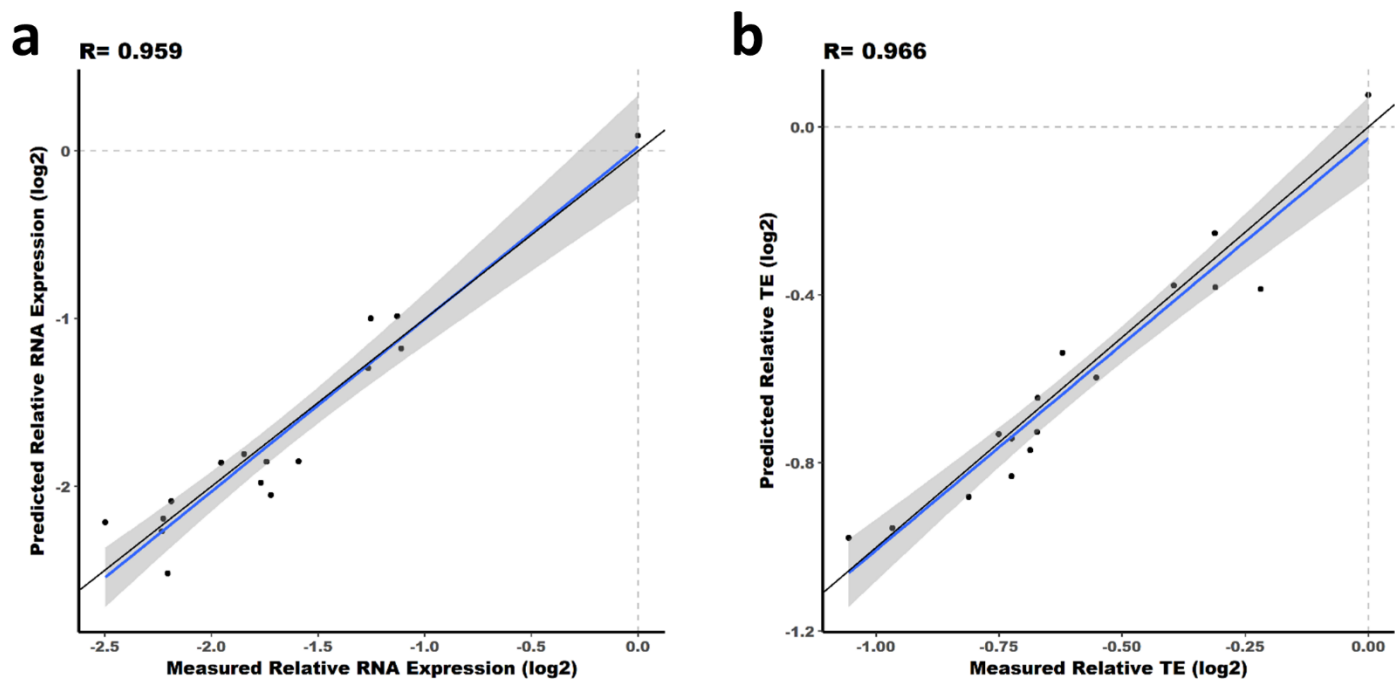 a
R= 0.959
Predicted Relative RNA Expression (log2)
0
-1
-2
-2.5 -2.0 -1.5 -1.0 -0.5 0.0
Measured Relative RNA Expression (log2)
b
R= 0.966
Predicted Relative TE (log2)
0.0
-0.4
-0.8
-1.2
-1.00 -0.75 -0.50 -0.25 0.00
Measured Relative TE (log2)